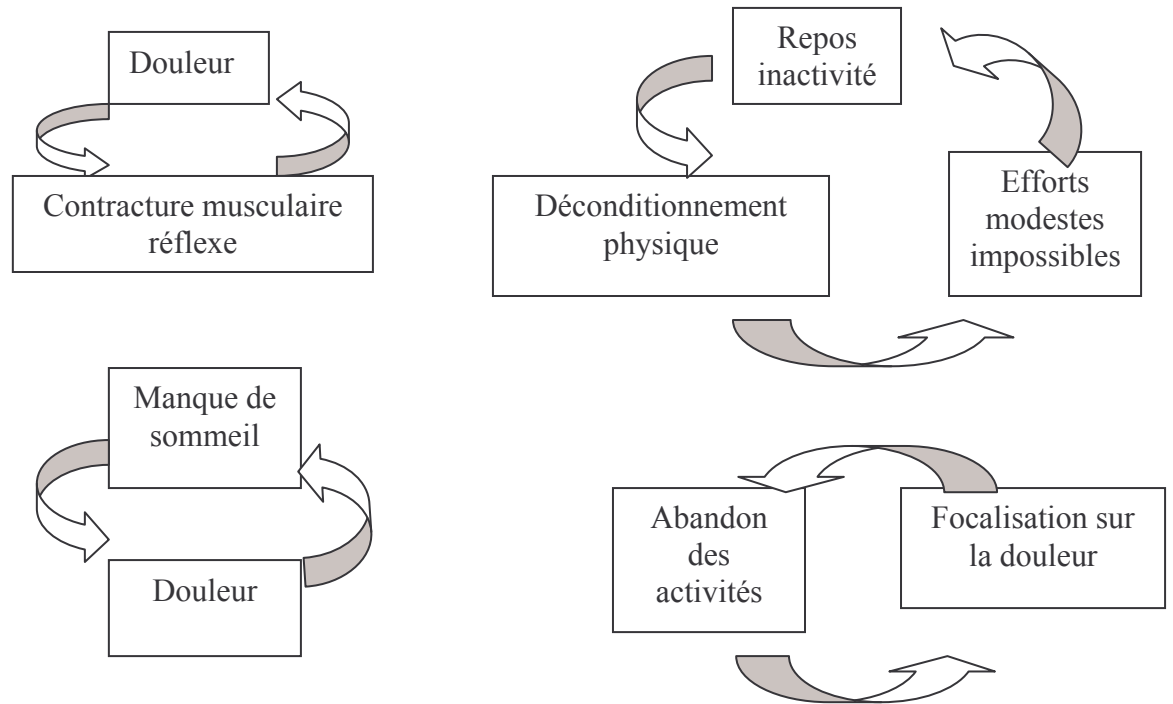 Douleur
Contracture musculaire
réflexe
Repos
inactivité
Déconditionnement
physique
Efforts
modestes
impossibles
Manque de
sommeil
Douleur
Abandon
des
activités
Focalisation sur
la douleur